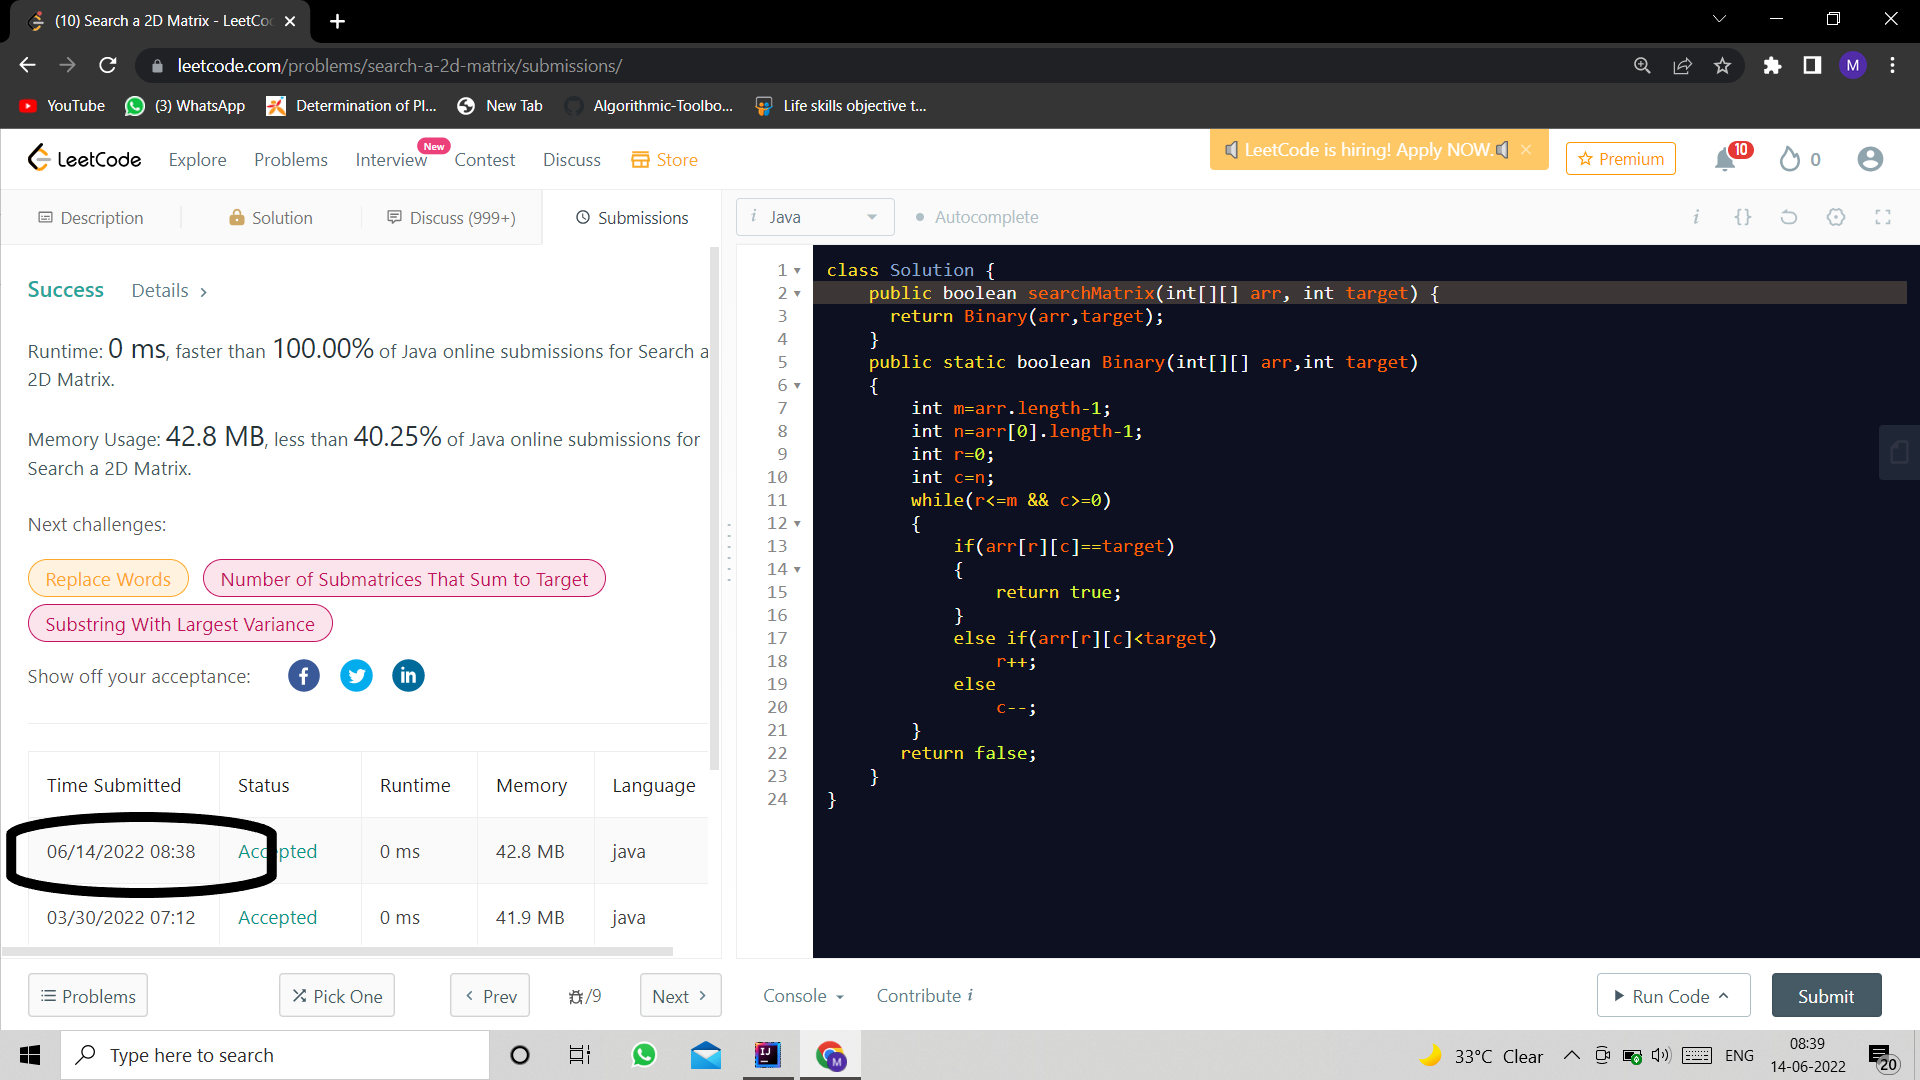 (10) Search a 2D Matrix - LeetCo
leetcode.com/problems/search-a-2d-matrix/submissions/
M
YouTube (3) WhatsApp Determination of Pl... New Tab Algorithmic-Toolbo... Life skills objective t...
LeetCode Explore Problems Interview New Contest Discuss Store LeetCode is hiring! Apply NOW. Premium 10 0
Description Solution Discuss (999+) Submissions
i Java Autocomplete i {}
Success Details >
Runtime: 0 ms, faster than 100.00% of Java online submissions for Search a
2D Matrix.
Memory Usage: 42.8 MB, less than 40.25% of Java online submissions for
Search a 2D Matrix.
Next challenges:
Replace Words Number of Submatrices That Sum to Target
Substring With Largest Variance
Show off your acceptance:
Time Submitted Status Runtime Memory Language
06/14/2022 08:38 Accepted 0 ms 42.8 MB java
03/30/2022 07:12 Accepted 0 ms 41.9 MB java
1 class Solution {
2 public boolean searchMatrix(int[][] arr, int target) {
3 return Binary(arr,target);
4 }
5 public static boolean Binary(int[][] arr,int target)
6 {
7 int m=arr.length-1;
8 int n=arr[0].length-1;
9 int r=0;
10 int c=n;
11 while(r<=m && c>=0)
12 {
13 if(arr[r][c]==target)
14 {
15 return true;
16 }
17 else if(arr[r][c]<target)
18 r++;
19 else
20 c--;
21 }
22 return false;
23 }
24 }
Problems Pick One < Prev /9 Next > Console Contribute i Run Code Submit
Type here to search
IJ
M
33°C Clear ENG 08:39
14-06-2022
20